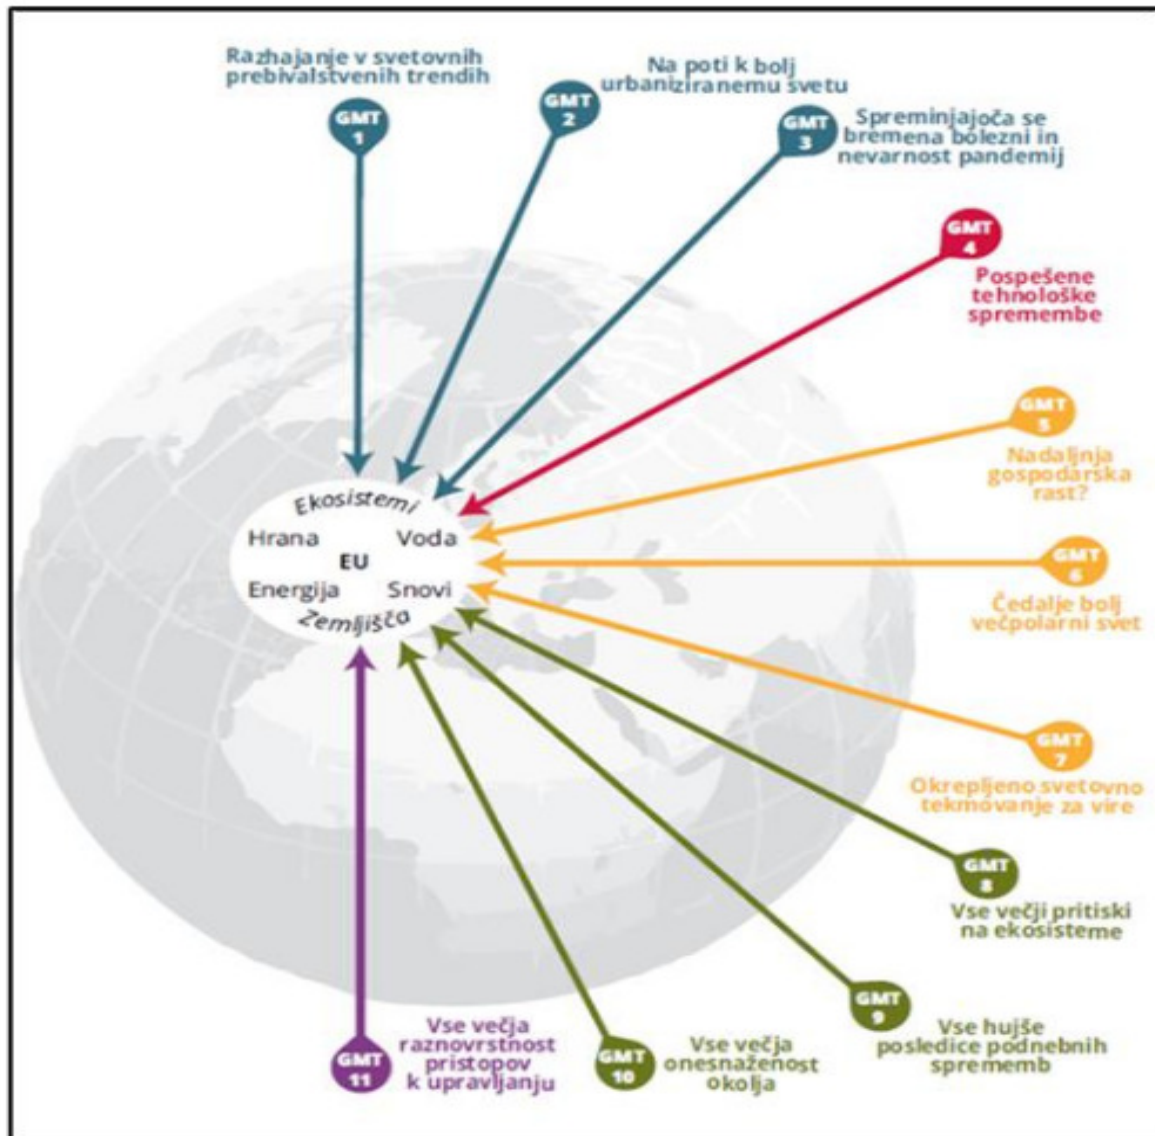 Razhajanje v svetovnih
prebivalstvenih trendih
GMT
1
Na poti k bolj
urbaniziranemu svetu
GMT
2
Spreminjajoča se
bremena bolezni in
nevarnost pandemij
GMT
3
GMT
4
Pospešene
tehnološke
spremembe
GMT
5
Nadaljnja
gospodarska
rast?
GMT
6
Čedalje bolj
večpolarni svet
GMT
7
Okrepljeno svetovno
tekmovanje za vire
GMT
8
Vse večji pritiski
na ekosisteme
GMT
9
Vse hujše
posledice podnebnih
sprememb
GMT
10
Vse večja
onesnaženost
okolja
GMT
11
Vse večja
raznovrstnost
pristopov
k upravljanju
Ekosistemi
Hrana Voda
EU
Energija Snovi
Zemljišča